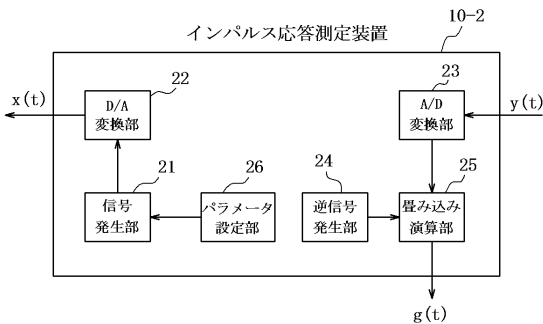 インパルス応答測定装置
10-2
x(t)
22
D/A
変換部
23
A/D
変換部
y(t)
21
信号
発生部
26
パラメータ
設定部
24
逆信号
発生部
25
畳み込み
演算部
g(t)